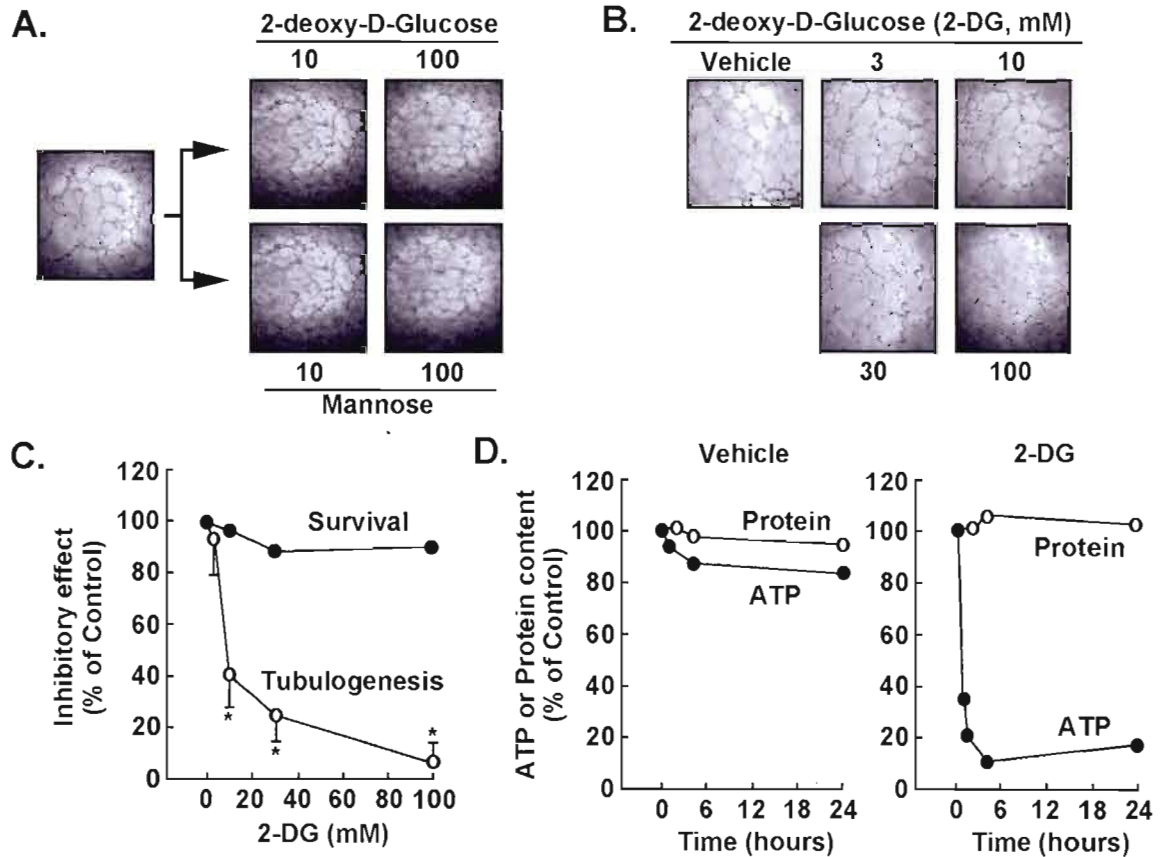 A.
2-deoxy-D-Glucose
10 100
10 100
Mannose
B.
2-deoxy-D-Glucose (2-DG, mM)
Vehicle 3 10
30 100
C.
Inhibitory effect
(% of Control)
120
100
80
60
40
20
0
Survival
Tubulogenesis
*
*
*
0 20 40 60 80 100
2-DG (mM)
D.
ATP or Protein content
(% of Control)
Vehicle
120
100
80
60
40
20
0
Protein
ATP
0 6 12 18 24
Time (hours)
2-DG
120
100
80
60
40
20
0
Protein
ATP
0 6 12 18 24
Time (hours)